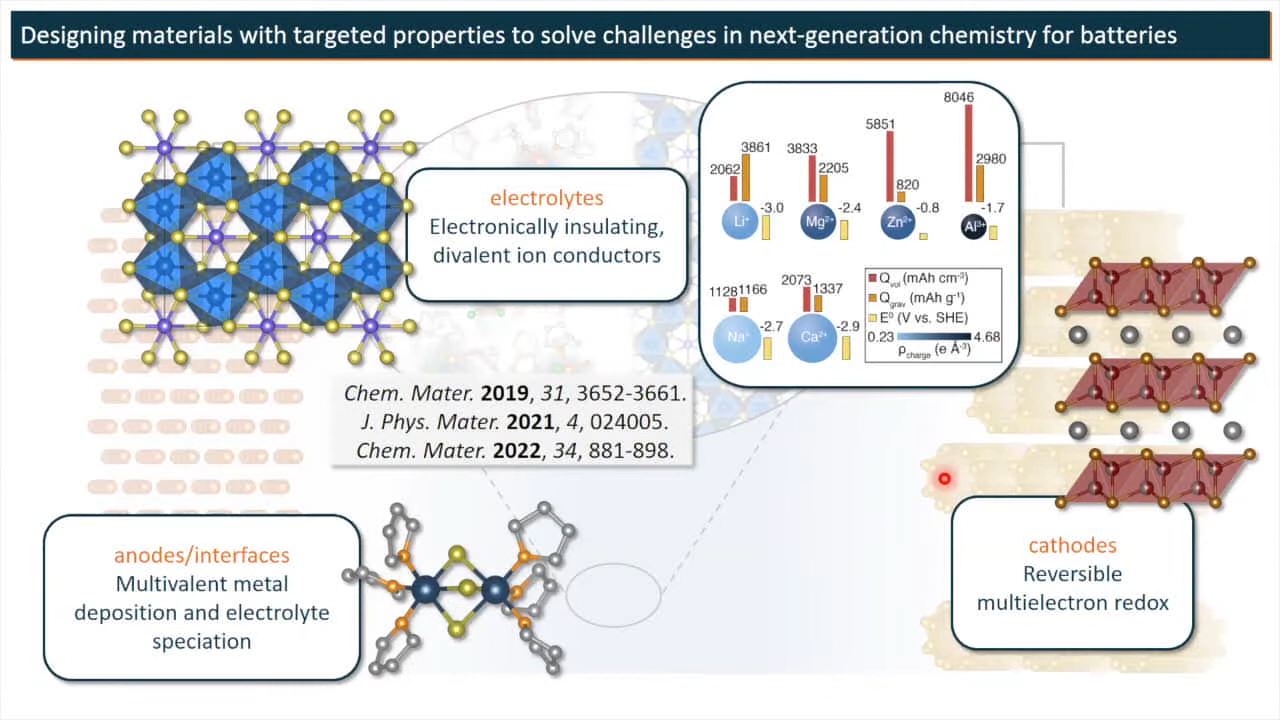 Designing materials with targeted properties to solve challenges in next-generation chemistry for batteries
electrolytes
Electronically insulating,
divalent ion conductors
2062
3861
-3.0
Li⁺
3833
2205
-2.4
Mg²⁺
5851
820
-0.8
Zn²⁺
8046
2980
-1.7
Al³⁺
1128
1166
-2.7
Na⁺
2073
1337
-2.9
Ca²⁺
Qvol (mAh cm⁻³)
Qgrav (mAh g⁻¹)
E⁰ (V vs. SHE)
0.23 4.68
ρcharge (e Å⁻³)
Chem. Mater. 2019, 31, 3652-3661.
J. Phys. Mater. 2021, 4, 024005.
Chem. Mater. 2022, 34, 881-898.
anodes/interfaces
Multivalent metal
deposition and electrolyte
speciation
cathodes
Reversible
multielectron redox